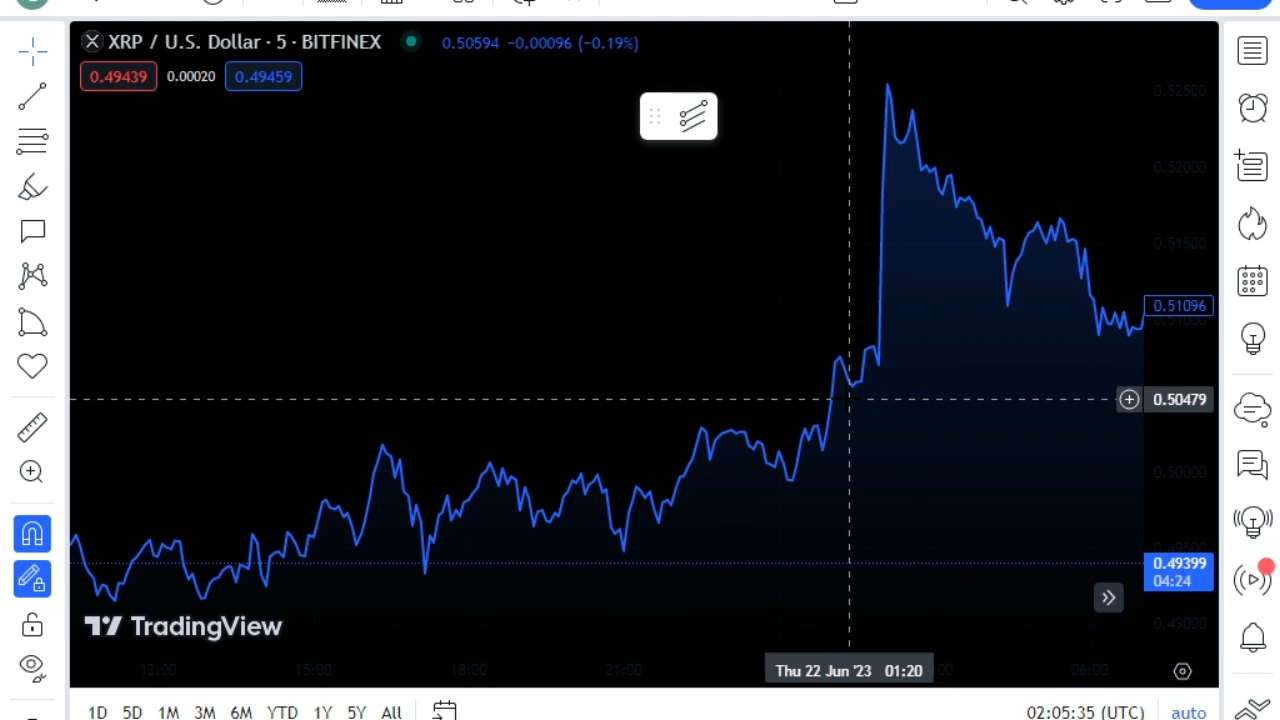 XRP / U.S. Dollar · 5 · BITFINEX 0.50594 −0.00096 (−0.19%)
0.49439 0.00020 0.49459
0.52500
0.52000
0.51500
0.51096
0.51000
0.50479
0.50000
0.49399
04:24
0.49000
TradingView
12:00 15:00 18:00 21:00 Thu 22 Jun '23 01:20 06:00
1D 5D 1M 3M 6M YTD 1Y 5Y All 02:05:35 (UTC) auto